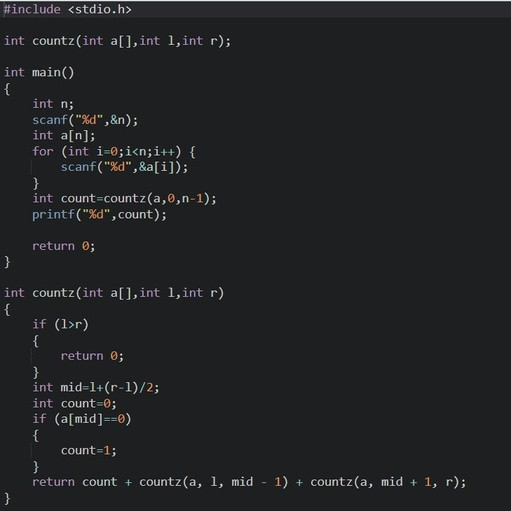 #include <stdio.h>

int countz(int a[],int l,int r);

int main()
{
    int n;
    scanf("%d",&n);
    int a[n];
    for (int i=0;i<n;i++) {
        scanf("%d",&a[i]);
    }
    int count=countz(a,0,n-1);
    printf("%d",count);

    return 0;
}

int countz(int a[],int l,int r)
{
    if (l>r)
    {
        return 0;
    }
    int mid=l+(r-l)/2;
    int count=0;
    if (a[mid]==0)
    {
        count=1;
    }
    return count + countz(a, l, mid - 1) + countz(a, mid + 1, r);
}